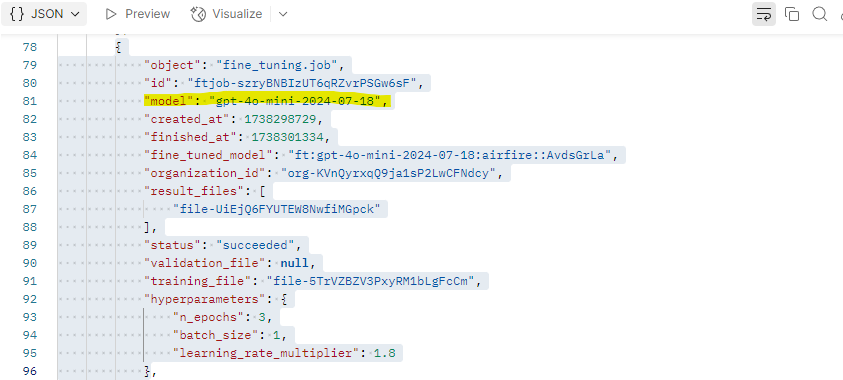 {} JSON Preview Visualize
78 {
79 "object": "fine_tuning.job",
80 "id": "ftjob-szryBNBIzUT6qRZvrPSGw6sF",
81 "model": "gpt-4o-mini-2024-07-18",
82 "created_at": 1738298729,
83 "finished_at": 1738301334,
84 "fine_tuned_model": "ft:gpt-4o-mini-2024-07-18:airfire::AvdsGrLa",
85 "organization_id": "org-KVnQyrxqQ9ja1sP2LwCFNdcy",
86 "result_files": [
87 "file-UiEjQ6FYUTEW8NwfiMGpck"
88 ],
89 "status": "succeeded",
90 "validation_file": null,
91 "training_file": "file-5TrVZBZV3PxyRM1bLgFcCm",
92 "hyperparameters": {
93 "n_epochs": 3,
94 "batch_size": 1,
95 "learning_rate_multiplier": 1.8
96 },